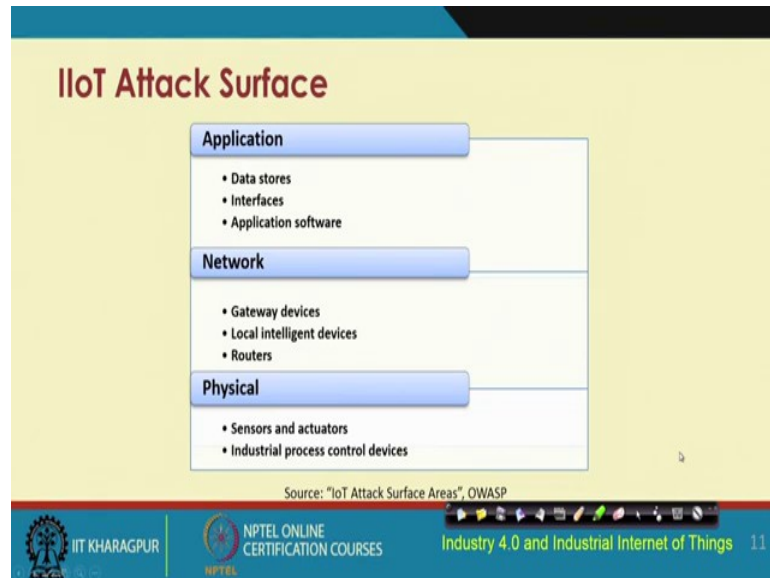 IIoT Attack Surface
Application
• Data stores
• Interfaces
• Application software
Network
• Gateway devices
• Local intelligent devices
• Routers
Physical
• Sensors and actuators
• Industrial process control devices
Source: "IoT Attack Surface Areas", OWASP
IIT KHARAGPUR
NPTEL ONLINE
CERTIFICATION COURSES
NPTEL
Industry 4.0 and Industrial Internet of Things 11